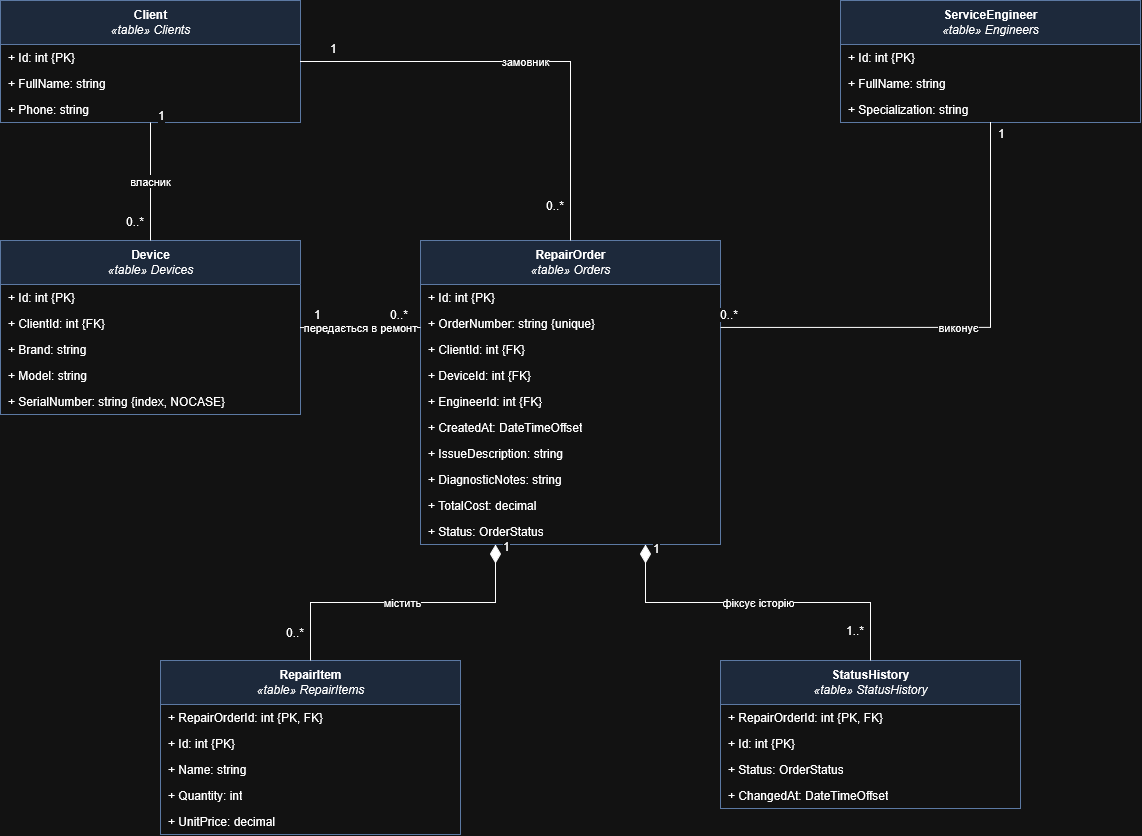 Client
«table» Clients
+ Id: int {PK}
+ FullName: string
+ Phone: string
1
1
замовник
0..*
власник
0..*
ServiceEngineer
«table» Engineers
+ Id: int {PK}
+ FullName: string
+ Specialization: string
1
виконує
0..*
Device
«table» Devices
+ Id: int {PK}
+ ClientId: int {FK}
+ Brand: string
+ Model: string
+ SerialNumber: string {index, NOCASE}
1
передається в ремонт
0..*
RepairOrder
«table» Orders
+ Id: int {PK}
+ OrderNumber: string {unique}
+ ClientId: int {FK}
+ DeviceId: int {FK}
+ EngineerId: int {FK}
+ CreatedAt: DateTimeOffset
+ IssueDescription: string
+ DiagnosticNotes: string
+ TotalCost: decimal
+ Status: OrderStatus
1
містить
0..*
1
фіксує історію
1..*
RepairItem
«table» RepairItems
+ RepairOrderId: int {PK, FK}
+ Id: int {PK}
+ Name: string
+ Quantity: int
+ UnitPrice: decimal
StatusHistory
«table» StatusHistory
+ RepairOrderId: int {PK, FK}
+ Id: int {PK}
+ Status: OrderStatus
+ ChangedAt: DateTimeOffset